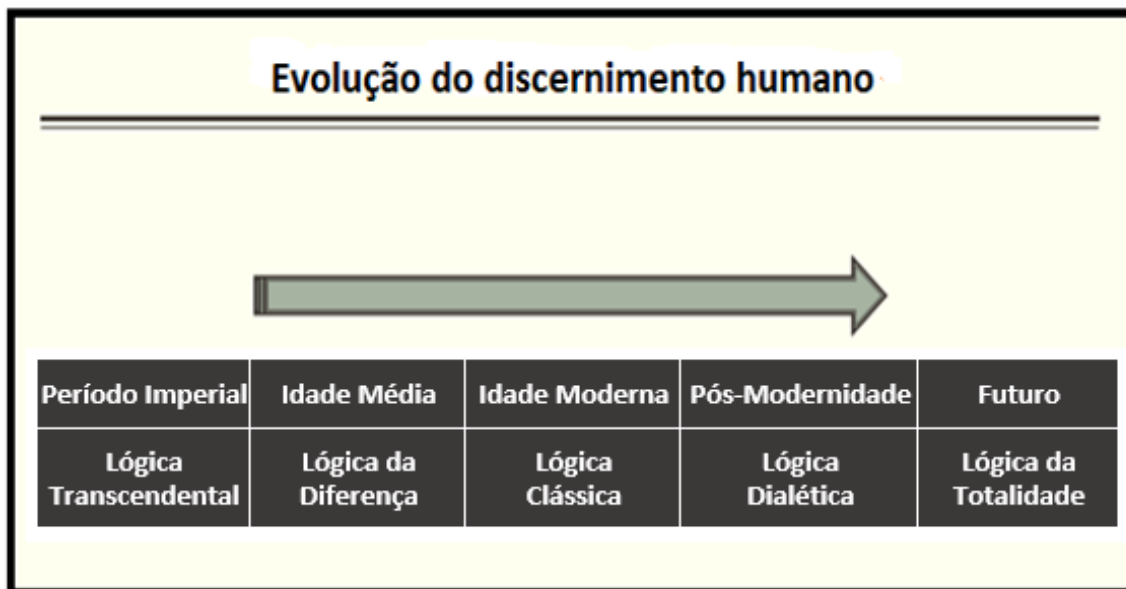 Evolução do discernimento humano
Período Imperial Idade Média Idade Moderna Pós-Modernidade Futuro
Lógica Lógica da Lógica Lógica Lógica da
Transcendental Diferença Clássica Dialética Totalidade